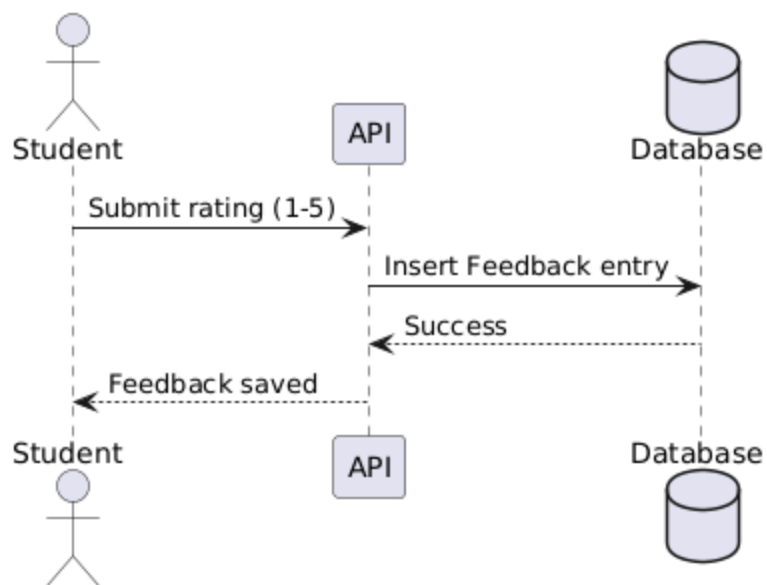 Student
API
Database
Submit rating (1-5)
Insert Feedback entry
Success
Feedback saved
Student
API
Database